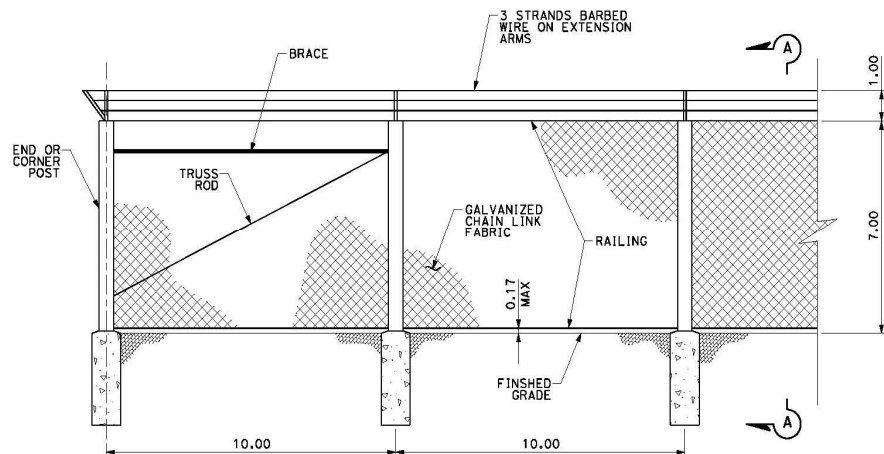 3 STRANDS BARBED
WIRE ON EXTENSION
ARMS
A
BRACE
1.00
END OR
CORNER
POST
TRUSS
ROD
GALVANIZED
CHAIN LINK
FABRIC
RAILING
7.00
0.17
MAX
FINSHED
GRADE
A
10.00
10.00